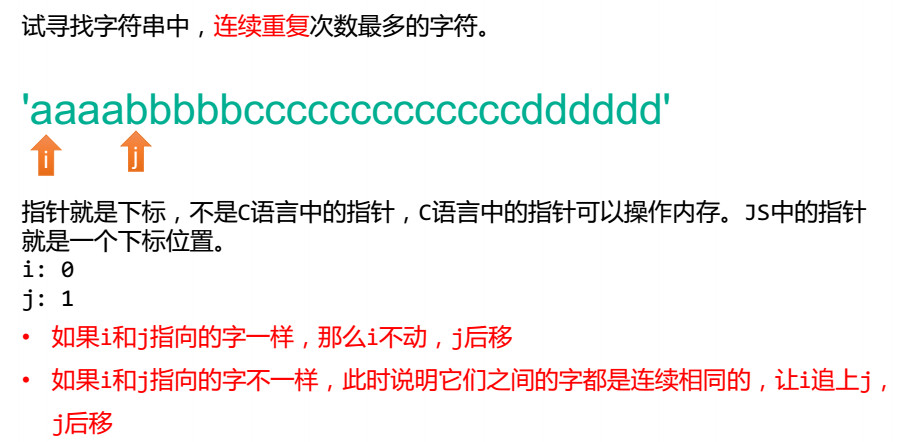 试寻找字符串中，连续重复次数最多的字符。
'aaaabbbbbcccccccccccccdddddd'
i
j
指针就是下标，不是C语言中的指针，C语言中的指针可以操作内存。JS中的指针
就是一个下标位置。
i: 0
j: 1
• 如果i和j指向的字一样，那么i不动，j后移
• 如果i和j指向的字不一样，此时说明它们之间的字都是连续相同的，让i追上j，
j后移